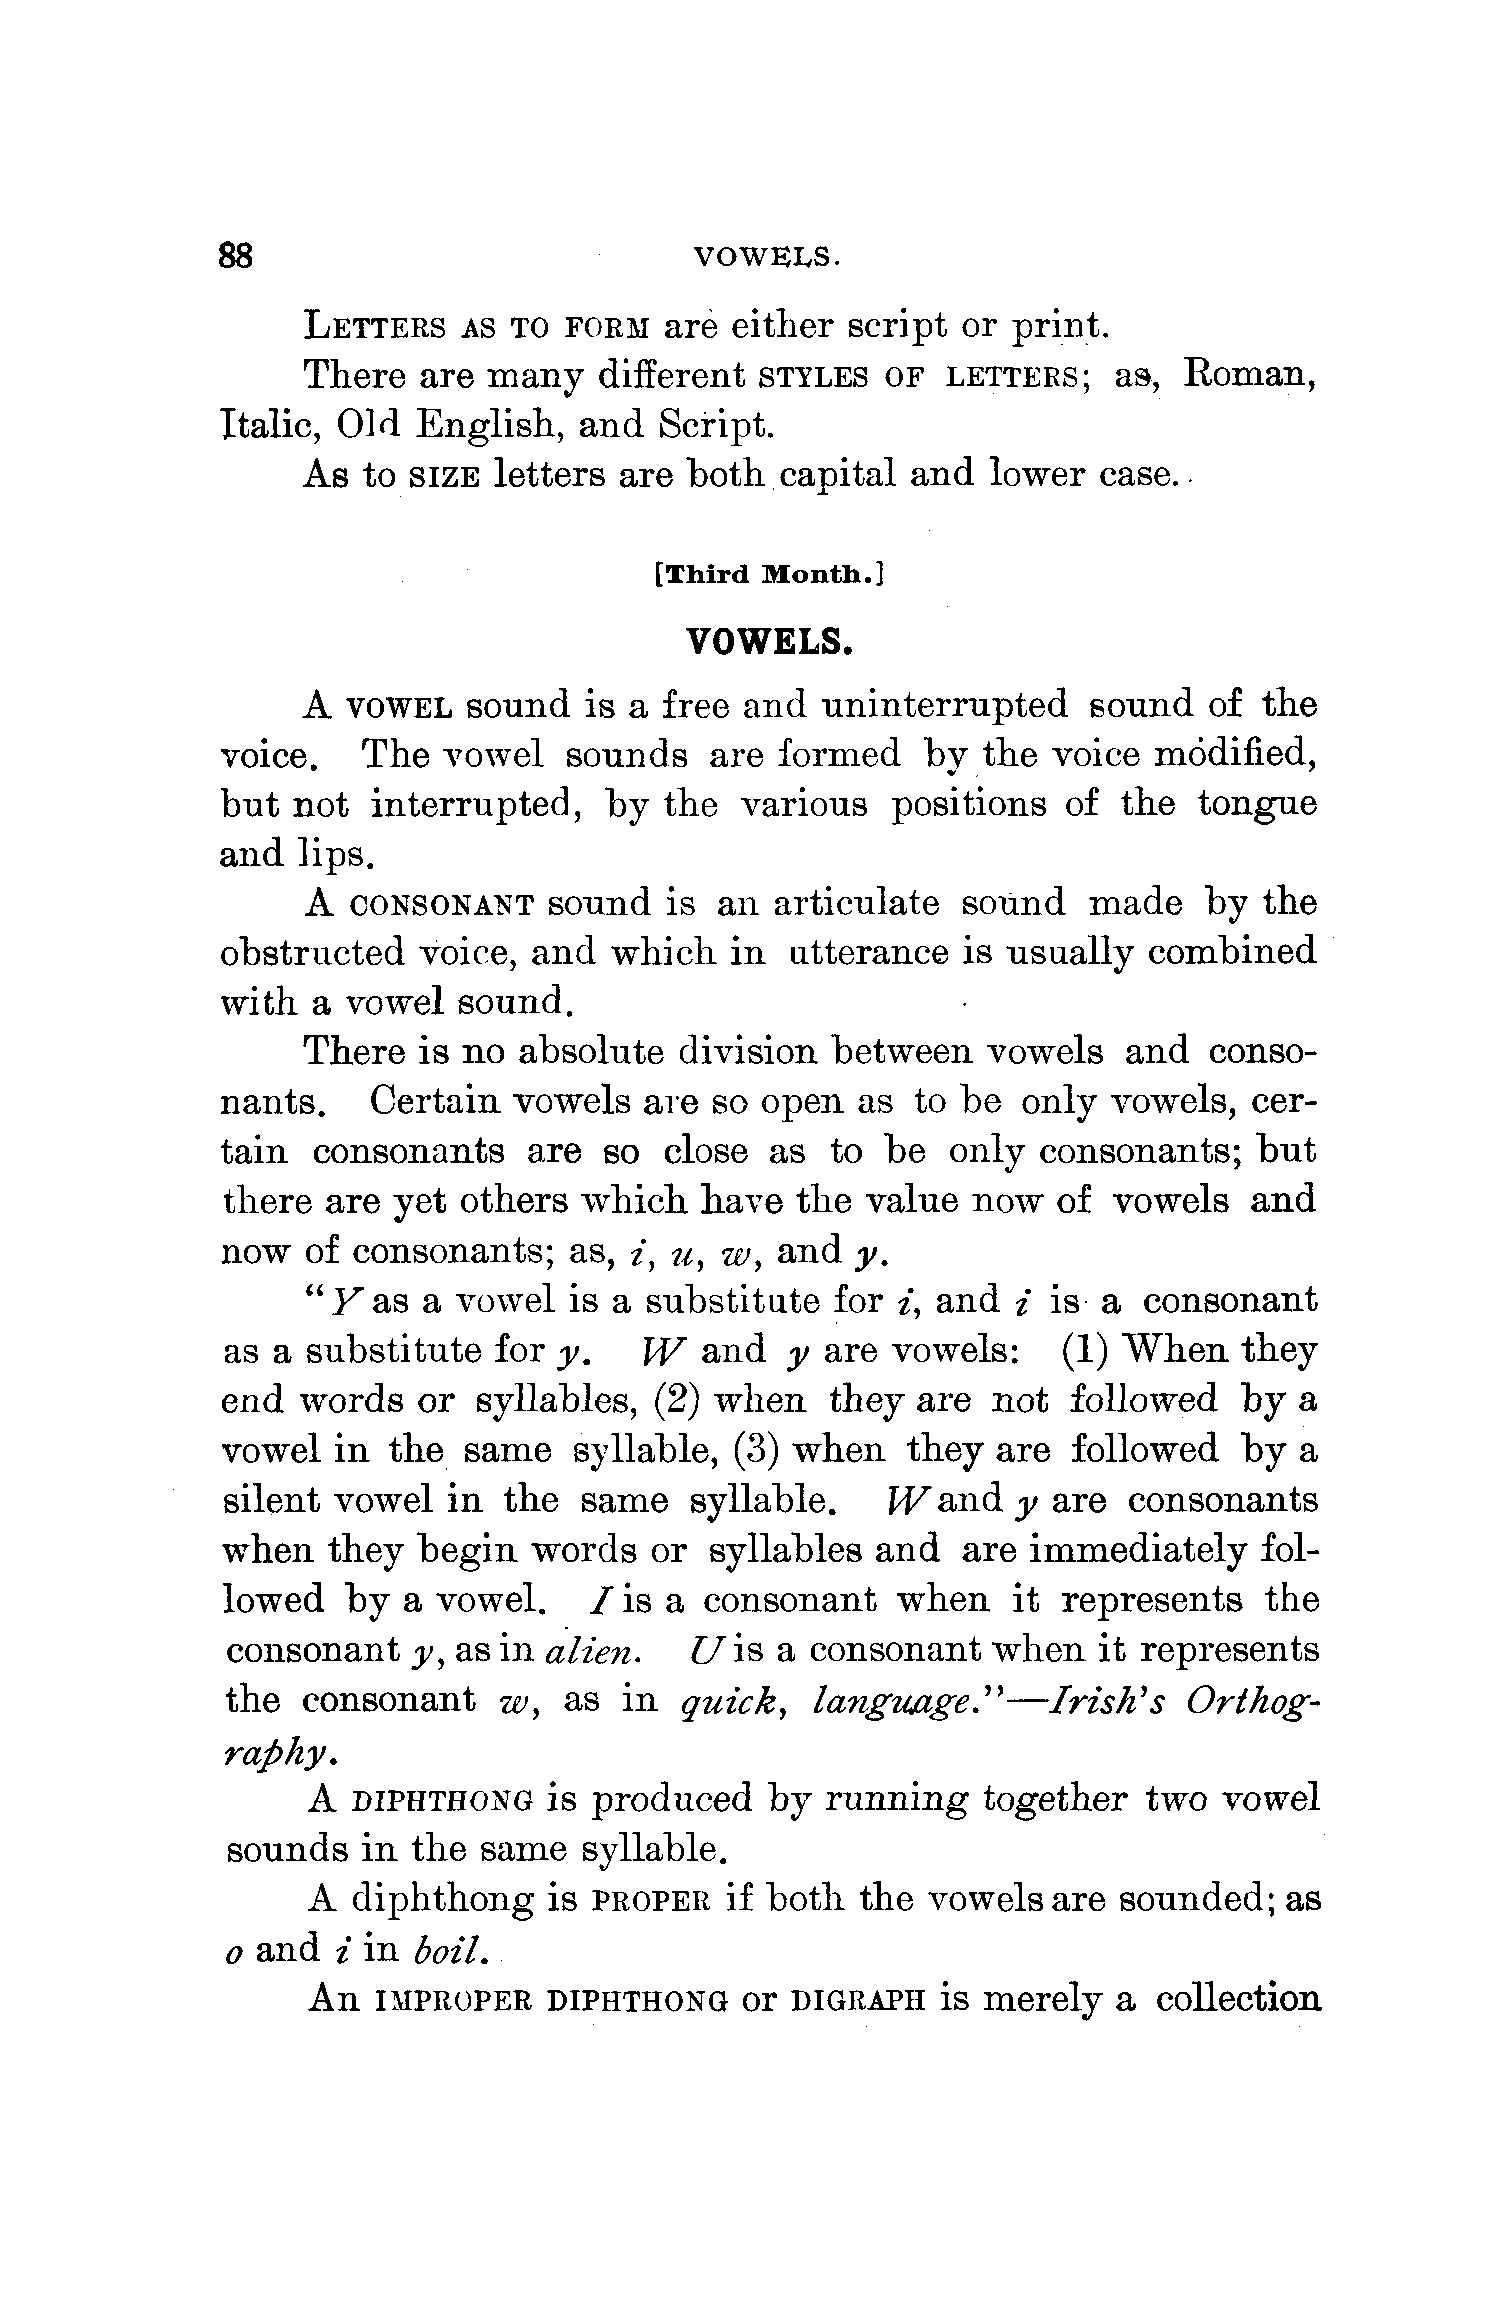 88 VOWELS.
LETTERS AS TO FORM are either script or print.
There are many different STYLES OF LETTERS; as, Roman,
Italic, Old English, and Script.
As to SIZE letters are both capital and lower case.
[Third Month.]
VOWELS.
A VOWEL sound is a free and uninterrupted sound of the
voice. The vowel sounds are formed by the voice modified,
but not interrupted, by the various positions of the tongue
and lips.
A CONSONANT sound is an articulate sound made by the
obstructed voice, and which in utterance is usually combined
with a vowel sound.
There is no absolute division between vowels and conso-
nants. Certain vowels are so open as to be only vowels, cer-
tain consonants are so close as to be only consonants; but
there are yet others which have the value now of vowels and
now of consonants; as, i, u, w, and y.
"Y as a vowel is a substitute for i, and i is a consonant
as a substitute for y. W and y are vowels: (1) When they
end words or syllables, (2) when they are not followed by a
vowel in the same syllable, (3) when they are followed by a
silent vowel in the same syllable. W and y are consonants
when they begin words or syllables and are immediately fol-
lowed by a vowel. I is a consonant when it represents the
consonant y, as in alien. U is a consonant when it represents
the consonant w, as in quick, language."—Irish's Orthog-
raphy.
A DIPHTHONG is produced by running together two vowel
sounds in the same syllable.
A diphthong is PROPER if both the vowels are sounded; as
o and i in boil.
An IMPROPER DIPHTHONG or DIGRAPH is merely a collection